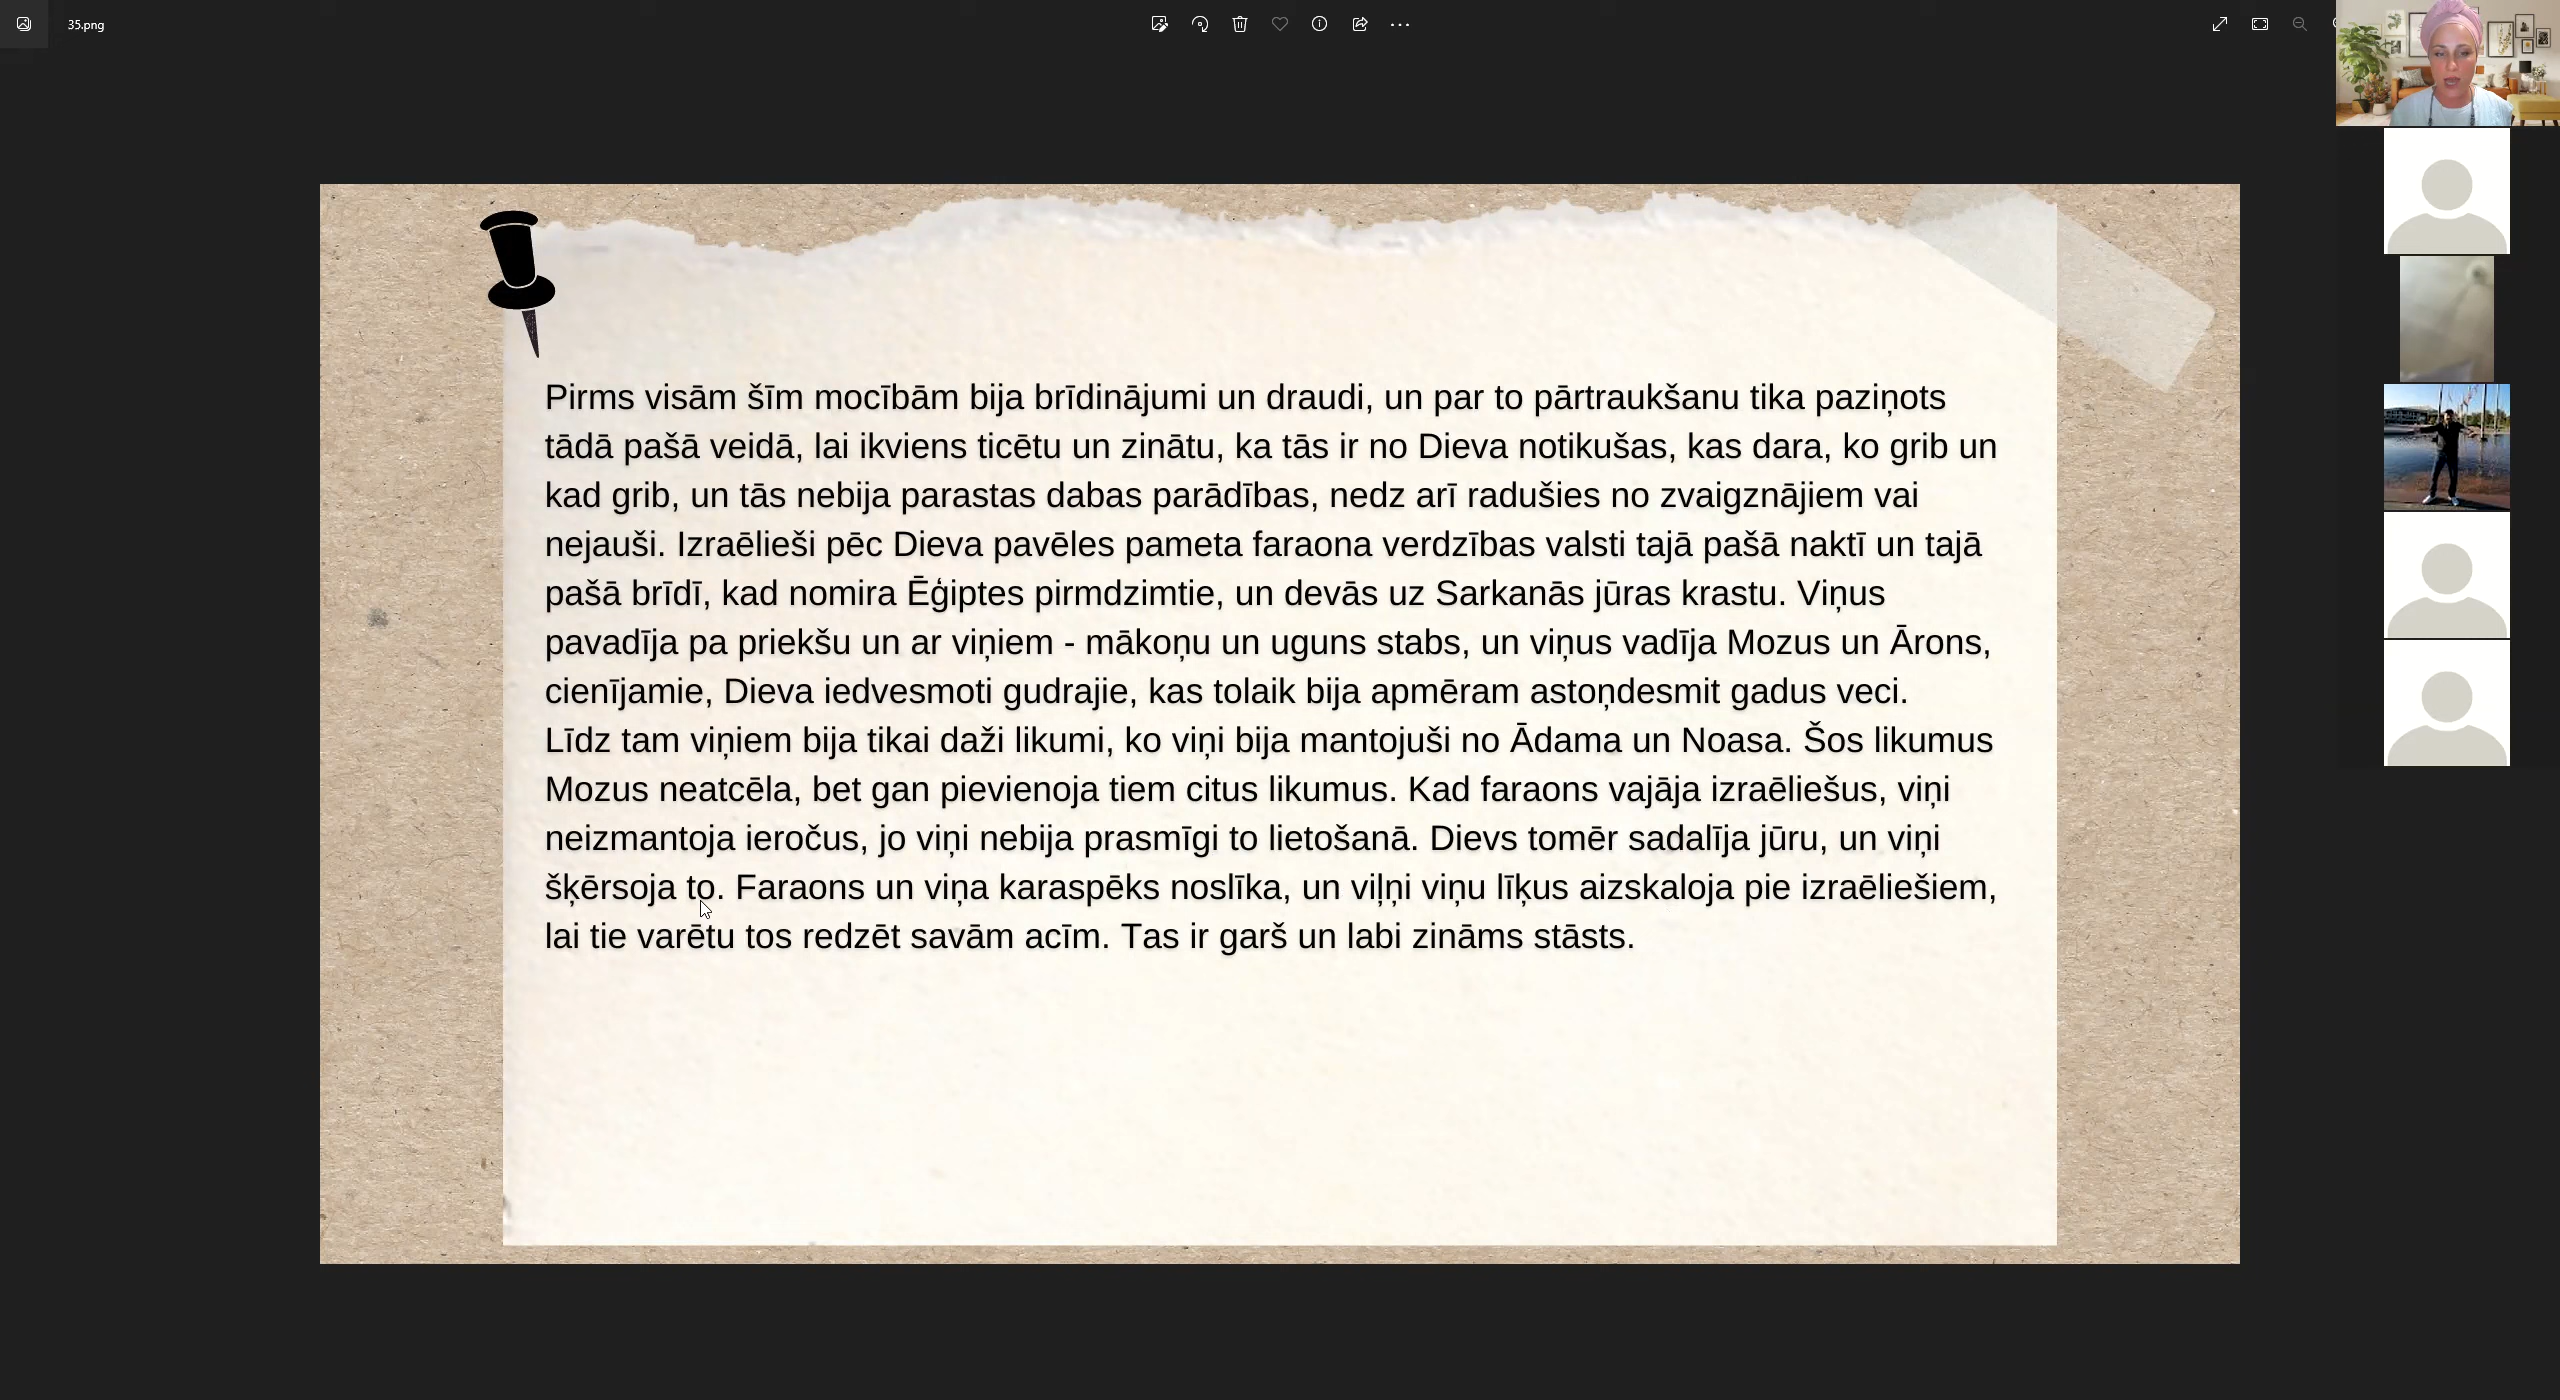 35.png
Pirms visām šīm mocībām bija brīdinājumi un draudi, un par to pārtraukšanu tika paziņots
tādā pašā veidā, lai ikviens ticētu un zinātu, ka tās ir no Dieva notikušas, kas dara, ko grib un
kad grib, un tās nebija parastas dabas parādības, nedz arī radušies no zvaigznājiem vai
nejauši. Izraēlieši pēc Dieva pavēles pameta faraona verdzības valsti tajā pašā naktī un tajā
pašā brīdī, kad nomira Ēģiptes pirmdzimtie, un devās uz Sarkanās jūras krastu. Viņus
pavadīja pa priekšu un ar viņiem - mākoņu un uguns stabs, un viņus vadīja Mozus un Ārons,
cienījamie, Dieva iedvesmoti gudrajie, kas tolaik bija apmēram astoņdesmit gadus veci.
Līdz tam viņiem bija tikai daži likumi, ko viņi bija mantojuši no Ādama un Noasa. Šos likumus
Mozus neatcēla, bet gan pievienoja tiem citus likumus. Kad faraons vajāja izraēliešus, viņi
neizmantoja ieročus, jo viņi nebija prasmīgi to lietošanā. Dievs tomēr sadalīja jūru, un viņi
šķērsoja to. Faraons un viņa karaspēks noslīka, un viļņi viņu līķus aizskaloja pie izraēliešiem,
lai tie varētu tos redzēt savām acīm. Tas ir garš un labi zināms stāsts.